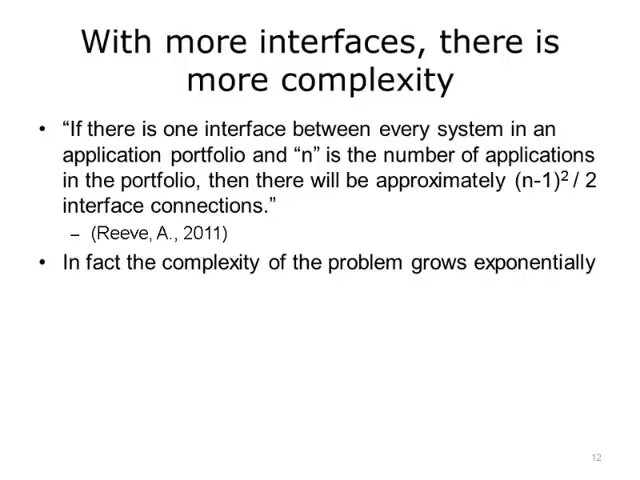 With more interfaces, there is
more complexity
• “If there is one interface between every system in an
application portfolio and “n” is the number of applications
in the portfolio, then there will be approximately (n-1)² / 2
interface connections.”
– (Reeve, A., 2011)
• In fact the complexity of the problem grows exponentially
12